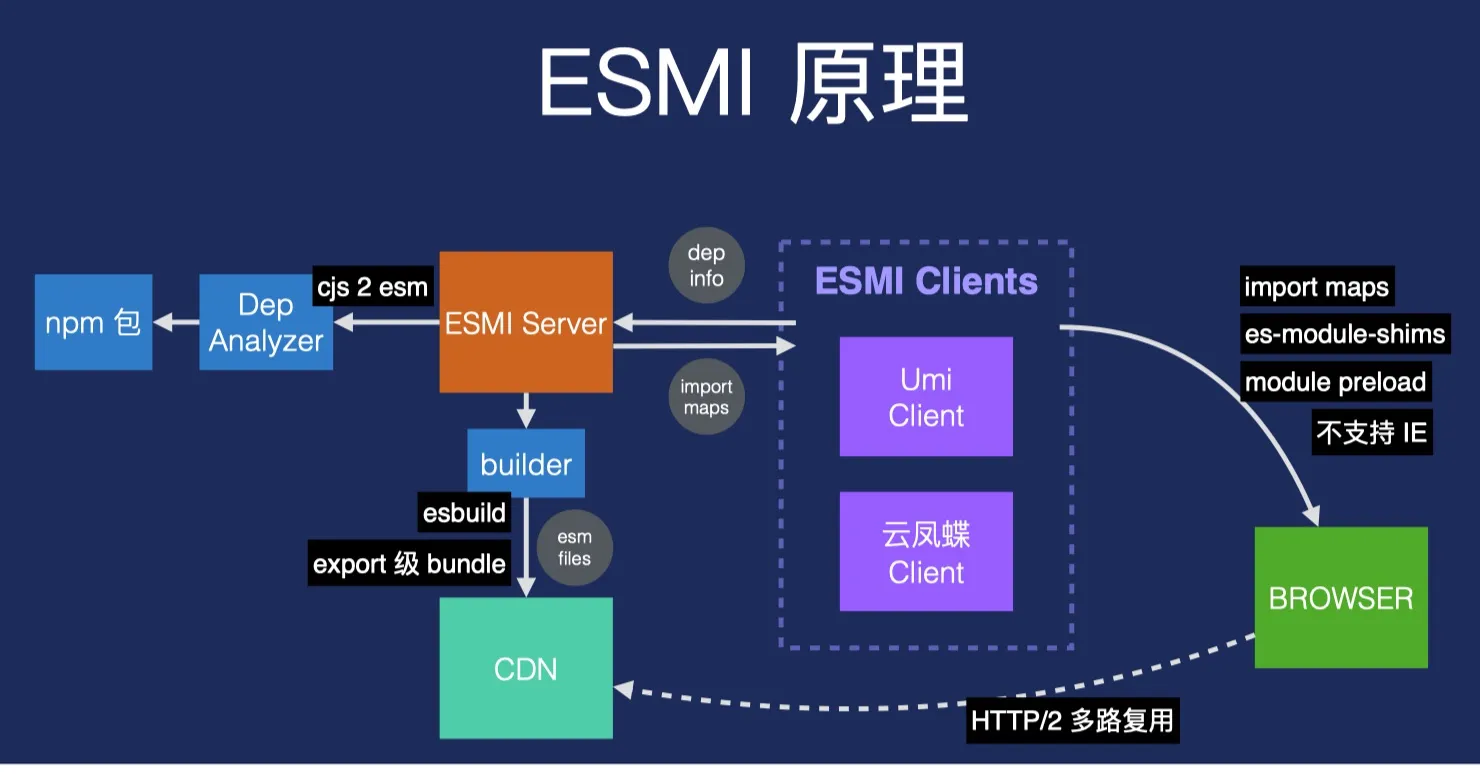 ESMI 原理
npm 包
Dep
Analyzer
cjs 2 esm
ESMI Server
dep
info
import
maps
ESMI Clients
Umi
Client
云凤蝶
Client
import maps
es-module-shims
module preload
不支持 IE
builder
esbuild
export 级 bundle
esm
files
CDN
BROWSER
HTTP/2 多路复用